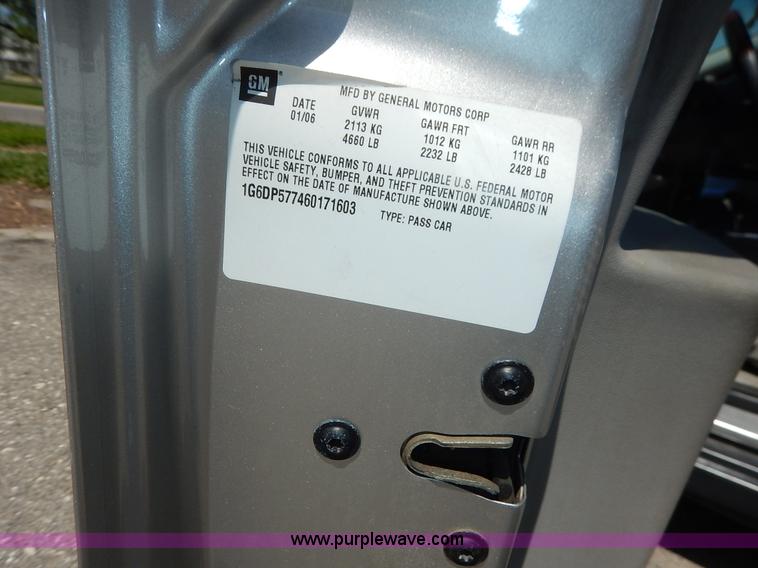 GM
MFD BY GENERAL MOTORS CORP
DATE GVWR GAWR FRT GAWR RR
01/06 2113 KG 1012 KG 1101 KG
4660 LB 2232 LB 2428 LB
THIS VEHICLE CONFORMS TO ALL APPLICABLE U.S. FEDERAL MOTOR
VEHICLE SAFETY, BUMPER, AND THEFT PREVENTION STANDARDS IN
EFFECT ON THE DATE OF MANUFACTURE SHOWN ABOVE.
1G6DP577460171603 TYPE: PASS CAR
www.purplewave.com